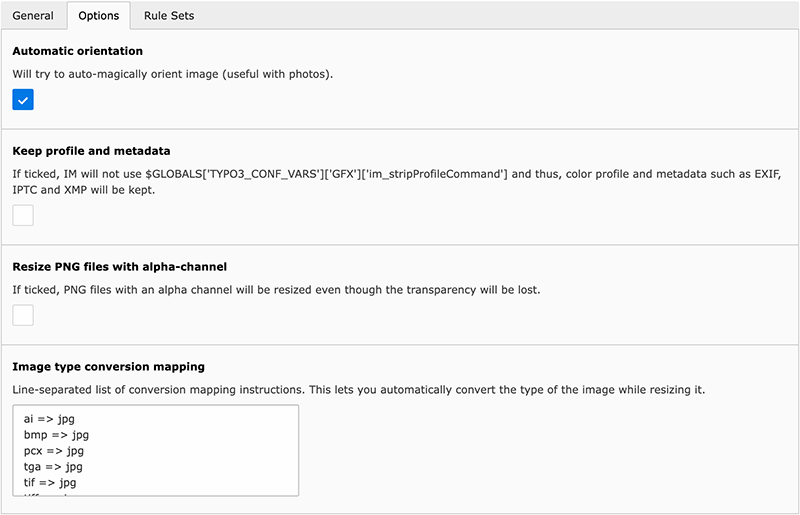 General Options Rule Sets
Automatic orientation
Will try to auto-magically orient image (useful with photos).
Keep profile and metadata
If ticked, IM will not use $GLOBALS['TYPO3_CONF_VARS']['GFX']['im_stripProfileCommand'] and thus, color profile and metadata such as EXIF,
IPTC and XMP will be kept.
Resize PNG files with alpha-channel
If ticked, PNG files with an alpha channel will be resized even though the transparency will be lost.
Image type conversion mapping
Line-separated list of conversion mapping instructions. This lets you automatically convert the type of the image while resizing it.
ai => jpg
bmp => jpg
pcx => jpg
tga => jpg
tif => jpg